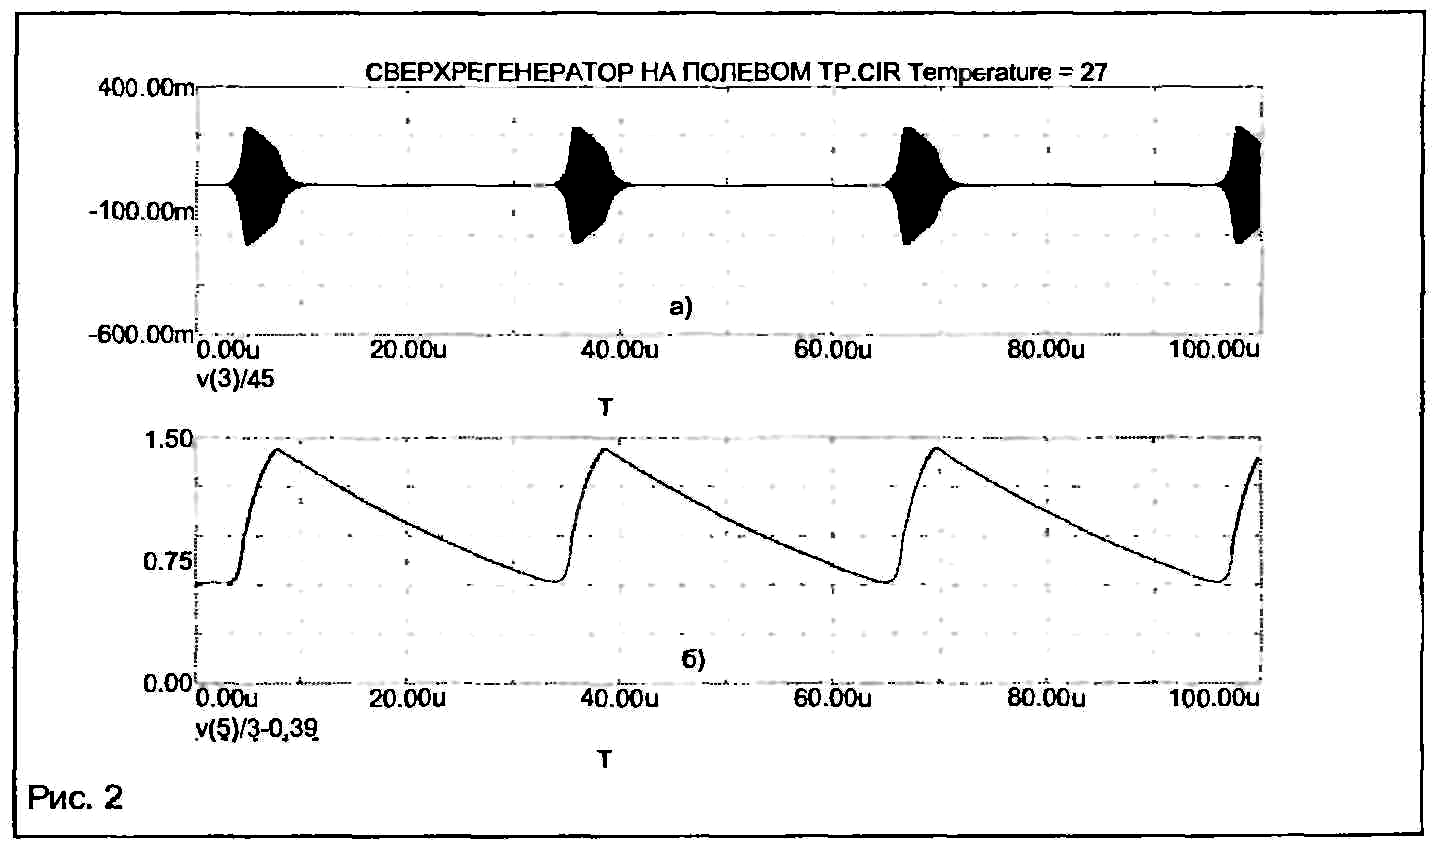 СВЕРХРЕГЕНЕРАТОР НА ПОЛЕВОМ ТР.CIR Temperature = 27
400.00m
-100.00m
а)
-600.00m
0.00u 20.00u 40.00u 60.00u 80.00u 100.00u
v(3)/45
T
1.50
0.75
б)
0.00
0.00u 20.00u 40.00u 60.00u 80.00u 100.00u
v(5)/3-0.39
T
Рис. 2